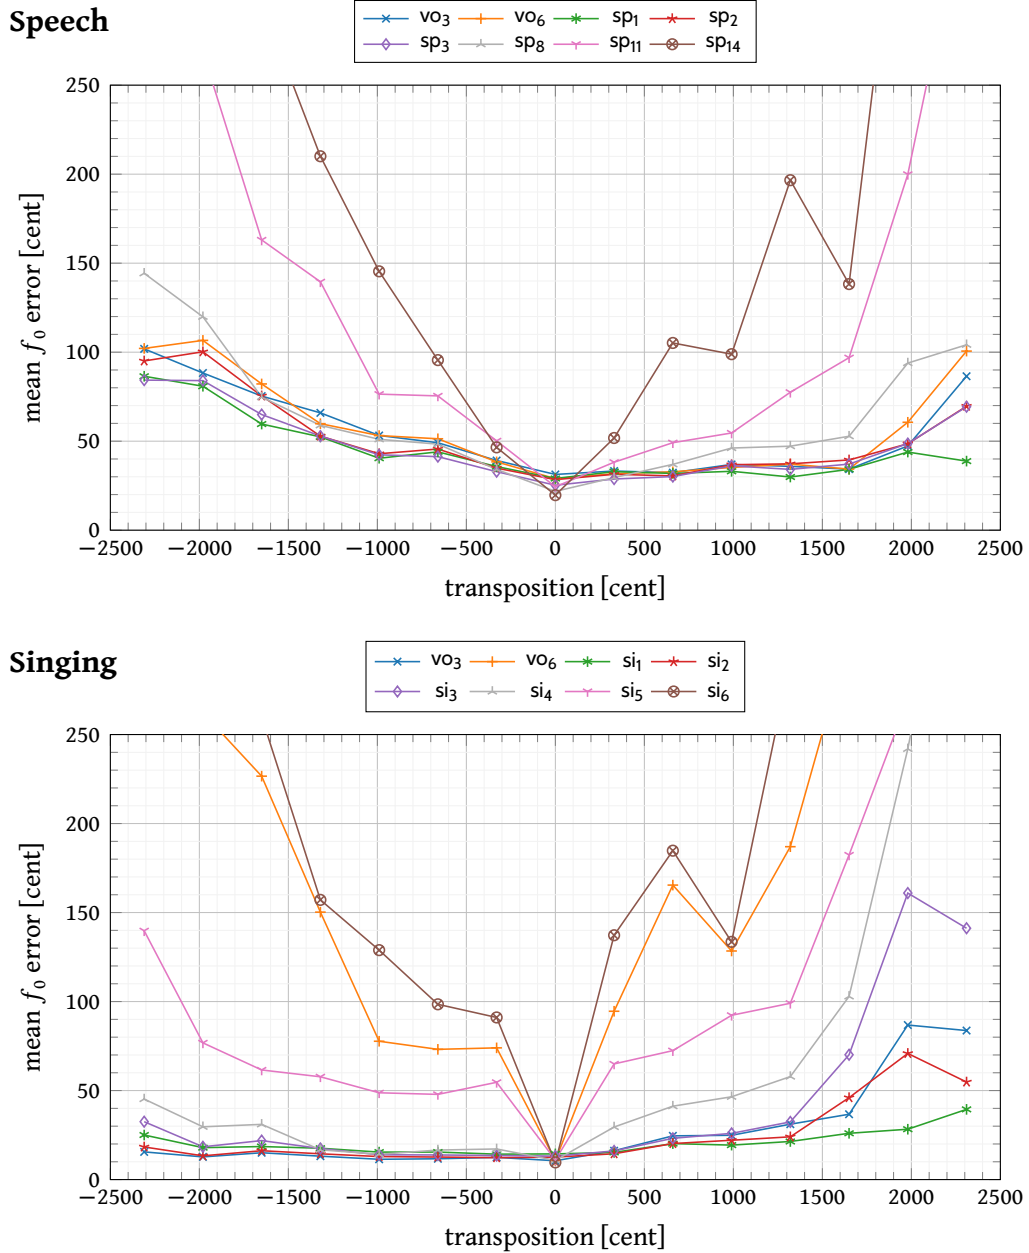 Speech
vo3 vo6 sp1 sp2
sp3 sp8 sp11 sp14
250
200
150
100
50
0
mean f0 error [cent]
−2500 −2000 −1500 −1000 −500 0 500 1000 1500 2000 2500
transposition [cent]
Singing
vo3 vo6 si1 si2
si3 si4 si5 si6
250
200
150
100
50
0
mean f0 error [cent]
−2500 −2000 −1500 −1000 −500 0 500 1000 1500 2000 2500
transposition [cent]